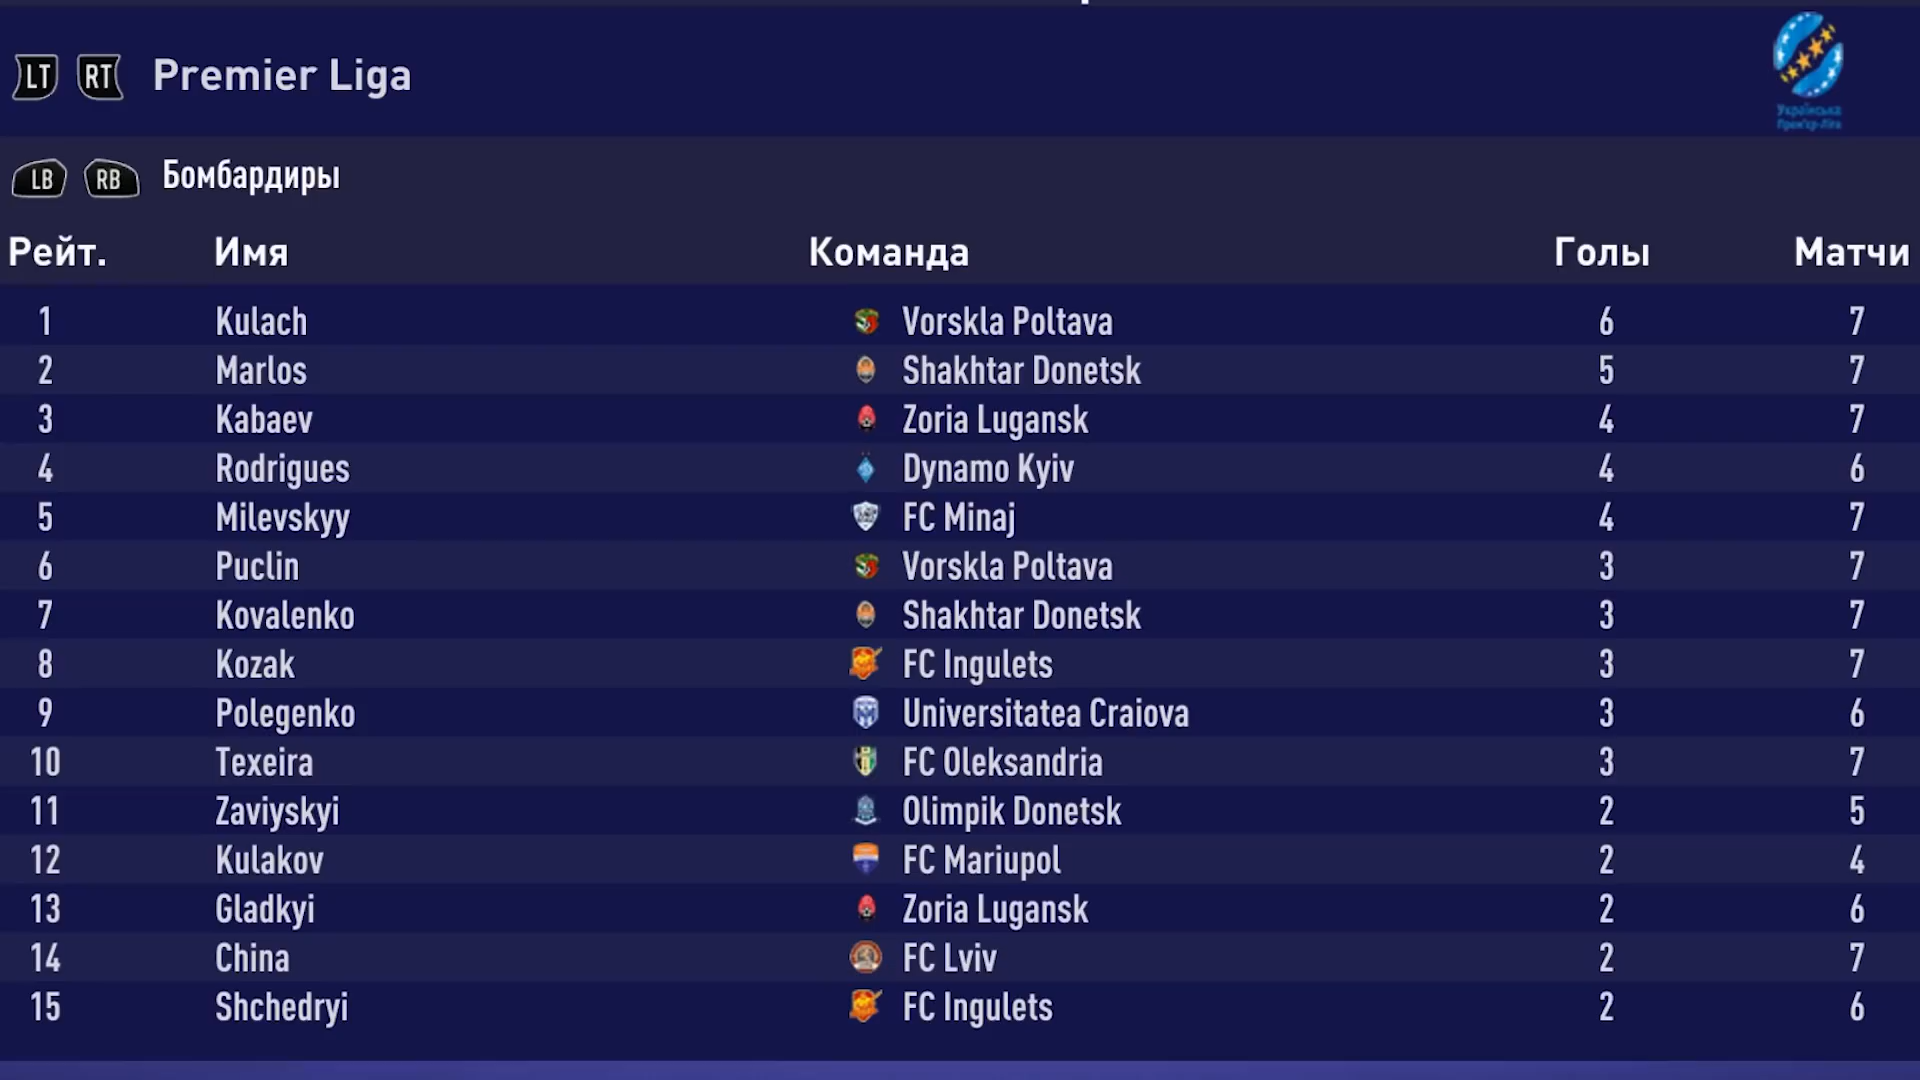 LT RT Premier Liga
Українська
Прем'єр-Ліга
LB RB Бомбардиры
Рейт. Имя Команда Голы Матчи
1 Kulach Vorskla Poltava 6 7
2 Marlos Shakhtar Donetsk 5 7
3 Kabaev Zoria Lugansk 4 7
4 Rodrigues Dynamo Kyiv 4 6
5 Milevskyy FC Minaj 4 7
6 Puclin Vorskla Poltava 3 7
7 Kovalenko Shakhtar Donetsk 3 7
8 Kozak FC Ingulets 3 7
9 Polegenko Universitatea Craiova 3 6
10 Texeira FC Oleksandria 3 7
11 Zaviyskyi Olimpik Donetsk 2 5
12 Kulakov FC Mariupol 2 4
13 Gladkyi Zoria Lugansk 2 6
14 China FC Lviv 2 7
15 Shchedryi FC Ingulets 2 6